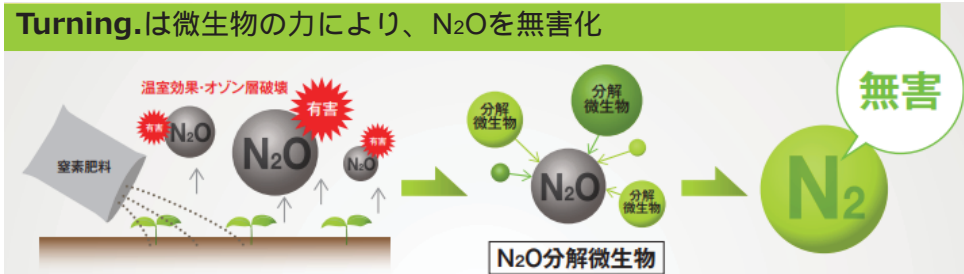 Turning.は微生物の力により、N₂Oを無害化
温室効果・オゾン層破壊
有害
有害
N₂O
N₂O
有害
N₂O
窒素肥料
分解
微生物
分解
微生物
N₂O
分解
微生物
N₂O分解微生物
無害
N₂